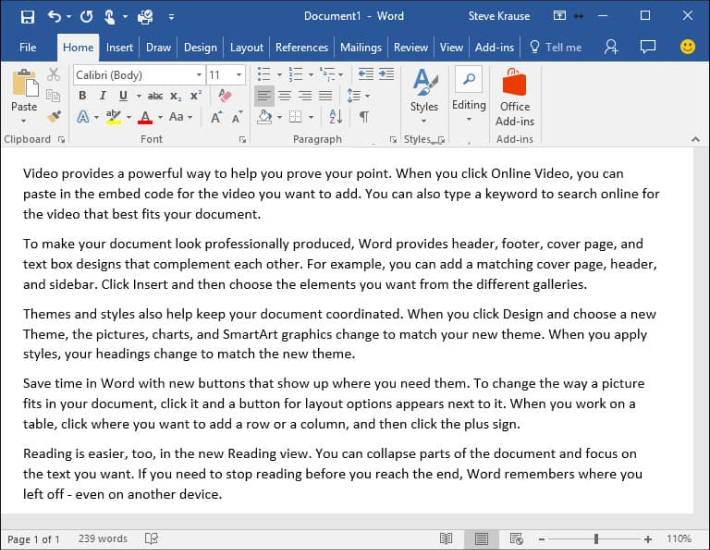 Document1 - Word
Steve Krause
File Home Insert Draw Design Layout References Mailings Review View Add-ins Tell me
Calibri (Body) 11
Paste
B I U abc X₂ X²
A aby A Aa A A
Styles
Editing
Office
Add-ins
Clipboard Font Paragraph Styles Add-ins
Video provides a powerful way to help you prove your point. When you click Online Video, you can
paste in the embed code for the video you want to add. You can also type a keyword to search online for
the video that best fits your document.
To make your document look professionally produced, Word provides header, footer, cover page, and
text box designs that complement each other. For example, you can add a matching cover page, header,
and sidebar. Click Insert and then choose the elements you want from the different galleries.
Themes and styles also help keep your document coordinated. When you click Design and choose a new
Theme, the pictures, charts, and SmartArt graphics change to match your new theme. When you apply
styles, your headings change to match the new theme.
Save time in Word with new buttons that show up where you need them. To change the way a picture
fits in your document, click it and a button for layout options appears next to it. When you work on a
table, click where you want to add a row or a column, and then click the plus sign.
Reading is easier, too, in the new Reading view. You can collapse parts of the document and focus on
the text you want. If you need to stop reading before you reach the end, Word remembers where you
left off - even on another device.
Page 1 of 1 239 words 110%